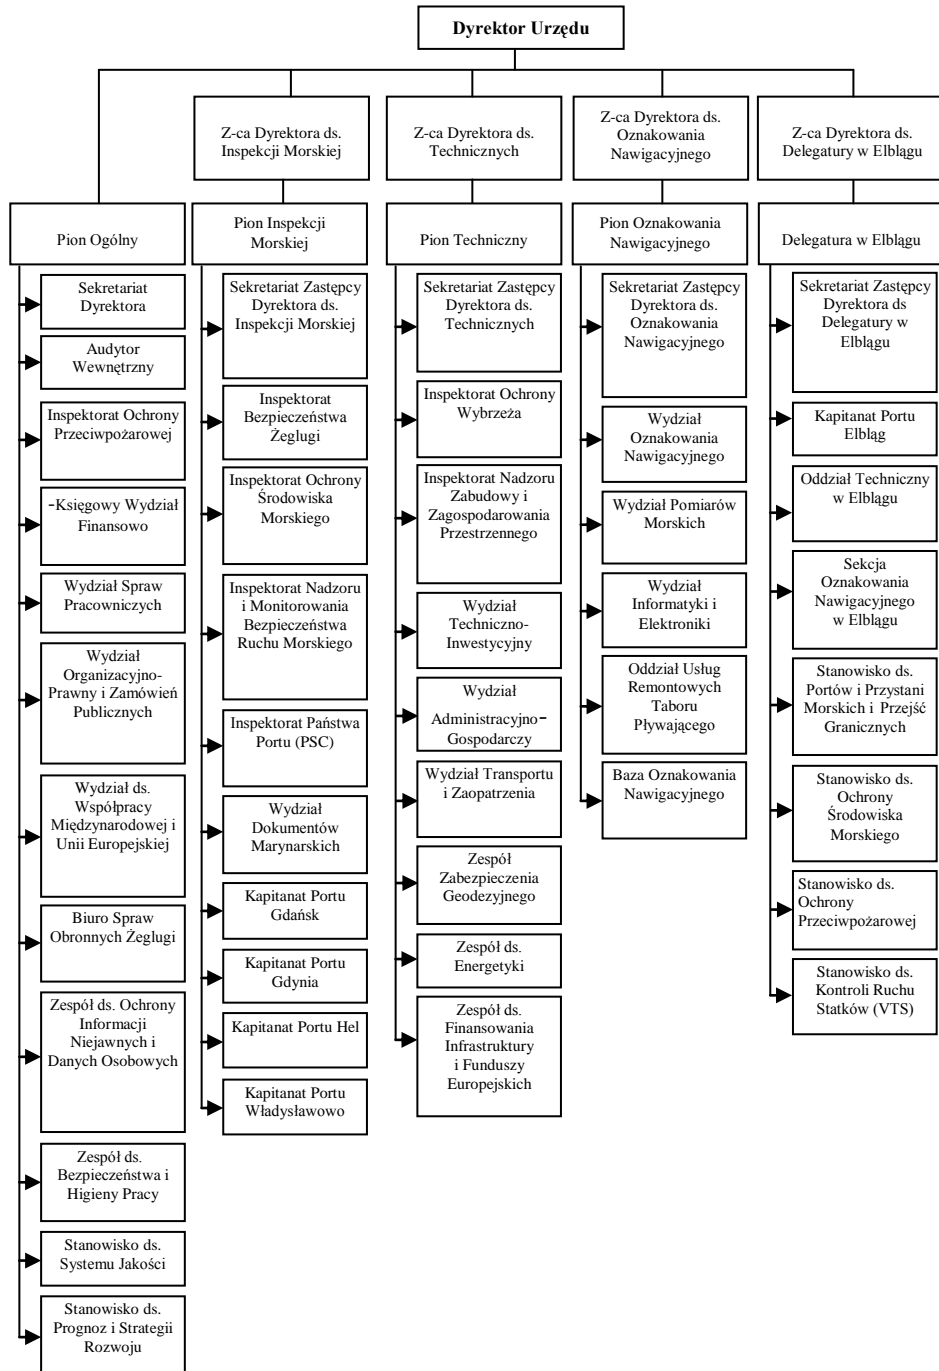 Dyrektor Urzędu
Z-ca Dyrektora ds.
Inspekcji Morskiej
Z-ca Dyrektora ds.
Technicznych
Z-ca Dyrektora ds.
Oznakowania
Nawigacyjnego
Z-ca Dyrektora ds.
Delegatury w Elblągu
Pion Ogólny
Pion Inspekcji
Morskiej
Pion Techniczny
Pion Oznakowania
Nawigacyjnego
Delegatura w Elblągu
Sekretariat
Dyrektora
Audytor
Wewnętrzny
Inspektorat Ochrony
Przeciwpożarowej
-Księgowy Wydział
Finansowo
Wydział Spraw
Pracowniczych
Wydział
Organizacyjno-
Prawny i Zamówień
Publicznych
Wydział ds.
Współpracy
Międzynarodowej i
Unii Europejskiej
Biuro Spraw
Obronnych Żeglugi
Zespół ds. Ochrony
Informacji
Niejawnych i
Danych Osobowych
Zespół ds.
Bezpieczeństwa i
Higieny Pracy
Stanowisko ds.
Systemu Jakości
Stanowisko ds.
Prognoz i Strategii
Rozwoju
Sekretariat Zastępcy
Dyrektora ds.
Inspekcji Morskiej
Inspektorat
Bezpieczeństwa
Żeglugi
Inspektorat Ochrony
Środowiska
Morskiego
Inspektorat Nadzoru
i Monitorowania
Bezpieczeństwa
Ruchu Morskiego
Inspektorat Państwa
Portu (PSC)
Wydział
Dokumentów
Marynarskich
Kapitanat Portu
Gdańsk
Kapitanat Portu
Gdynia
Kapitanat Portu Hel
Kapitanat Portu
Władysławowo
Sekretariat Zastępcy
Dyrektora ds.
Technicznych
Inspektorat Ochrony
Wybrzeża
Inspektorat Nadzoru
Zabudowy i
Zagospodarowania
Przestrzennego
Wydział
Techniczno-
Inwestycyjny
Wydział
Administracyjno-
Gospodarczy
Wydział Transportu
i Zaopatrzenia
Zespół
Zabezpieczenia
Geodezyjnego
Zespół ds.
Energetyki
Zespół ds.
Finansowania
Infrastruktury
i Funduszy
Europejskich
Sekretariat Zastępcy
Dyrektora ds.
Oznakowania
Nawigacyjnego
Wydział
Oznakowania
Nawigacyjnego
Wydział Pomiarów
Morskich
Wydział
Informatyki i
Elektroniki
Oddział Usług
Remontowych
Taboru
Pływającego
Baza Oznakowania
Nawigacyjnego
Sekretariat Zastępcy
Dyrektora ds
Delegatury w
Elblągu
Kapitanat Portu
Elbląg
Oddział Techniczny
w Elblągu
Sekcja
Oznakowania
Nawigacyjnego
w Elblągu
Stanowisko ds.
Portów i Przystani
Morskich i Przejść
Granicznych
Stanowisko ds.
Ochrony
Środowiska
Morskiego
Stanowisko ds.
Ochrony
Przeciwpożarowej
Stanowisko ds.
Kontroli Ruchu
Statków (VTS)